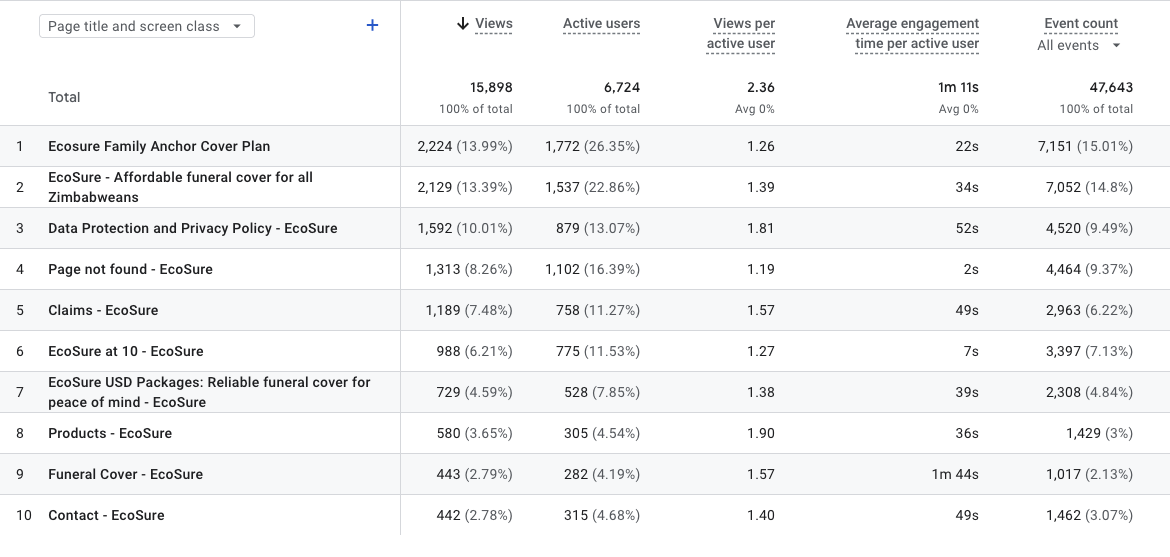 Page title and screen class + ↓ Views Active users Views per active user Average engagement time per active user Event count All events
Total 15,898 100% of total 6,724 100% of total 2.36 Avg 0% 1m 11s Avg 0% 47,643 100% of total
1 Ecosure Family Anchor Cover Plan 2,224 (13.99%) 1,772 (26.35%) 1.26 22s 7,151 (15.01%)
2 EcoSure - Affordable funeral cover for all Zimbabweans 2,129 (13.39%) 1,537 (22.86%) 1.39 34s 7,052 (14.8%)
3 Data Protection and Privacy Policy - EcoSure 1,592 (10.01%) 879 (13.07%) 1.81 52s 4,520 (9.49%)
4 Page not found - EcoSure 1,313 (8.26%) 1,102 (16.39%) 1.19 2s 4,464 (9.37%)
5 Claims - EcoSure 1,189 (7.48%) 758 (11.27%) 1.57 49s 2,963 (6.22%)
6 EcoSure at 10 - EcoSure 988 (6.21%) 775 (11.53%) 1.27 7s 3,397 (7.13%)
7 EcoSure USD Packages: Reliable funeral cover for peace of mind - EcoSure 729 (4.59%) 528 (7.85%) 1.38 39s 2,308 (4.84%)
8 Products - EcoSure 580 (3.65%) 305 (4.54%) 1.90 36s 1,429 (3%)
9 Funeral Cover - EcoSure 443 (2.79%) 282 (4.19%) 1.57 1m 44s 1,017 (2.13%)
10 Contact - EcoSure 442 (2.78%) 315 (4.68%) 1.40 49s 1,462 (3.07%)